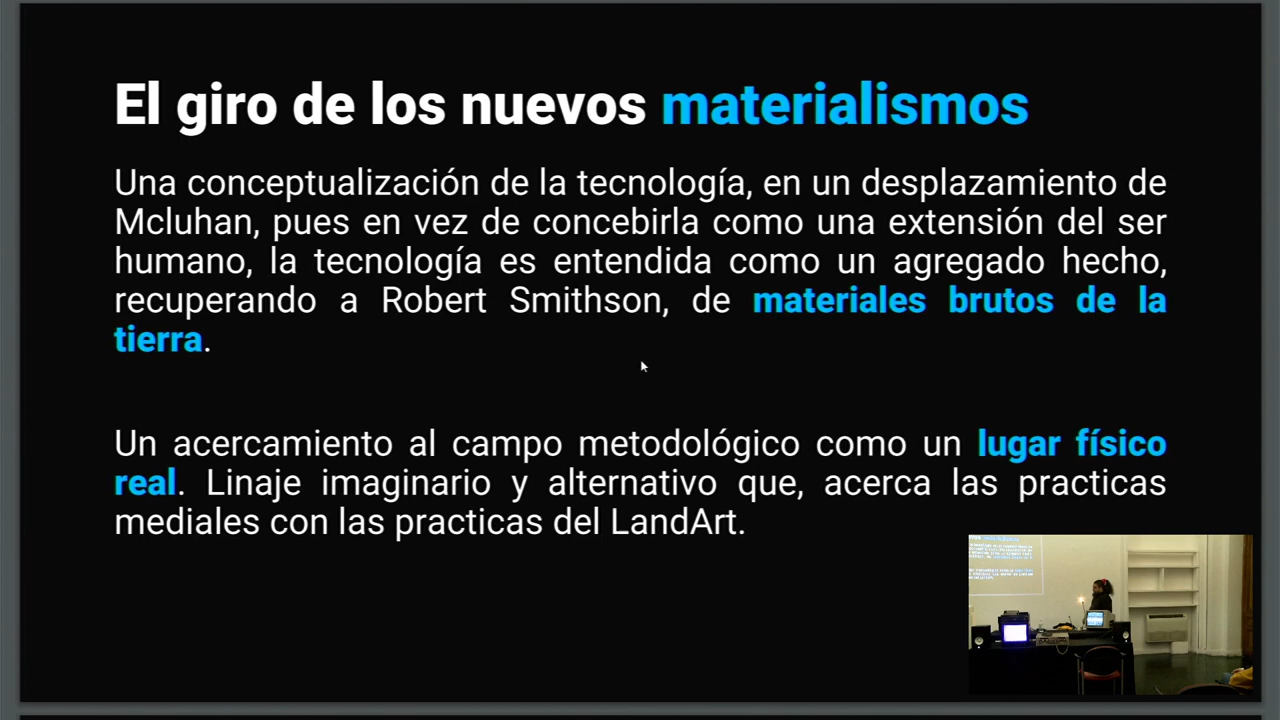 El giro de los nuevos materialismos
Una conceptualización de la tecnología, en un desplazamiento de
Mcluhan, pues en vez de concebirla como una extensión del ser
humano, la tecnología es entendida como un agregado hecho,
recuperando a Robert Smithson, de materiales brutos de la
tierra.
Un acercamiento al campo metodológico como un lugar físico
real. Linaje imaginario y alternativo que, acerca las practicas
mediales con las practicas del LandArt.